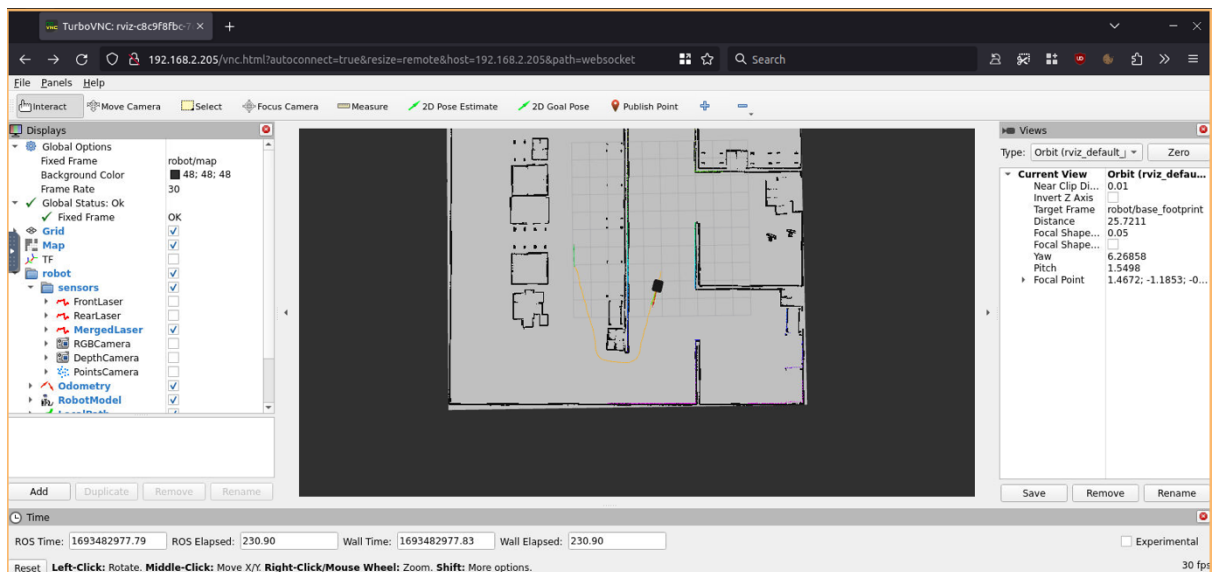 TurboVNC: rviz-c8c9f8fbc-7
192.168.2.205/vnc.html?autoconnect=true&resize=remote&host=192.168.2.205&path=websocket
Search
File Panels Help
Interact Move Camera Select Focus Camera Measure 2D Pose Estimate 2D Goal Pose Publish Point
Displays
Global Options
Fixed Frame robot/map
Background Color 48; 48; 48
Frame Rate 30
Global Status: Ok
Fixed Frame OK
Grid
Map
TF
robot
sensors
FrontLaser
RearLaser
MergedLaser
RGBCamera
DepthCamera
PointsCamera
Odometry
RobotModel
Add Duplicate Remove Rename
Views
Type: Orbit (rviz_default_ Zero
Current View Orbit (rviz_defau...
Near Clip Di... 0.01
Invert Z Axis
Target Frame robot/base_footprint
Distance 25.7211
Focal Shape... 0.05
Focal Shape...
Yaw 6.26858
Pitch 1.5498
Focal Point 1.4672; -1.1853; -0...
Save Remove Rename
Time
ROS Time: 1693482977.79 ROS Elapsed: 230.90 Wall Time: 1693482977.83 Wall Elapsed: 230.90 Experimental
Reset Left-Click: Rotate. Middle-Click: Move X/Y. Right-Click/Mouse Wheel: Zoom. Shift: More options. 30 fps